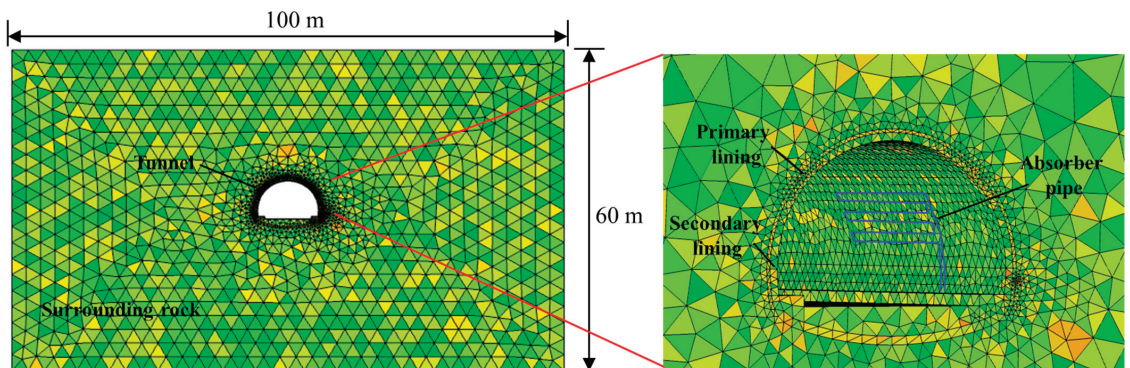 100 m
Tunnel
60 m
Surrounding rock
Primary
lining
Absorber
pipe
Secondary
lining